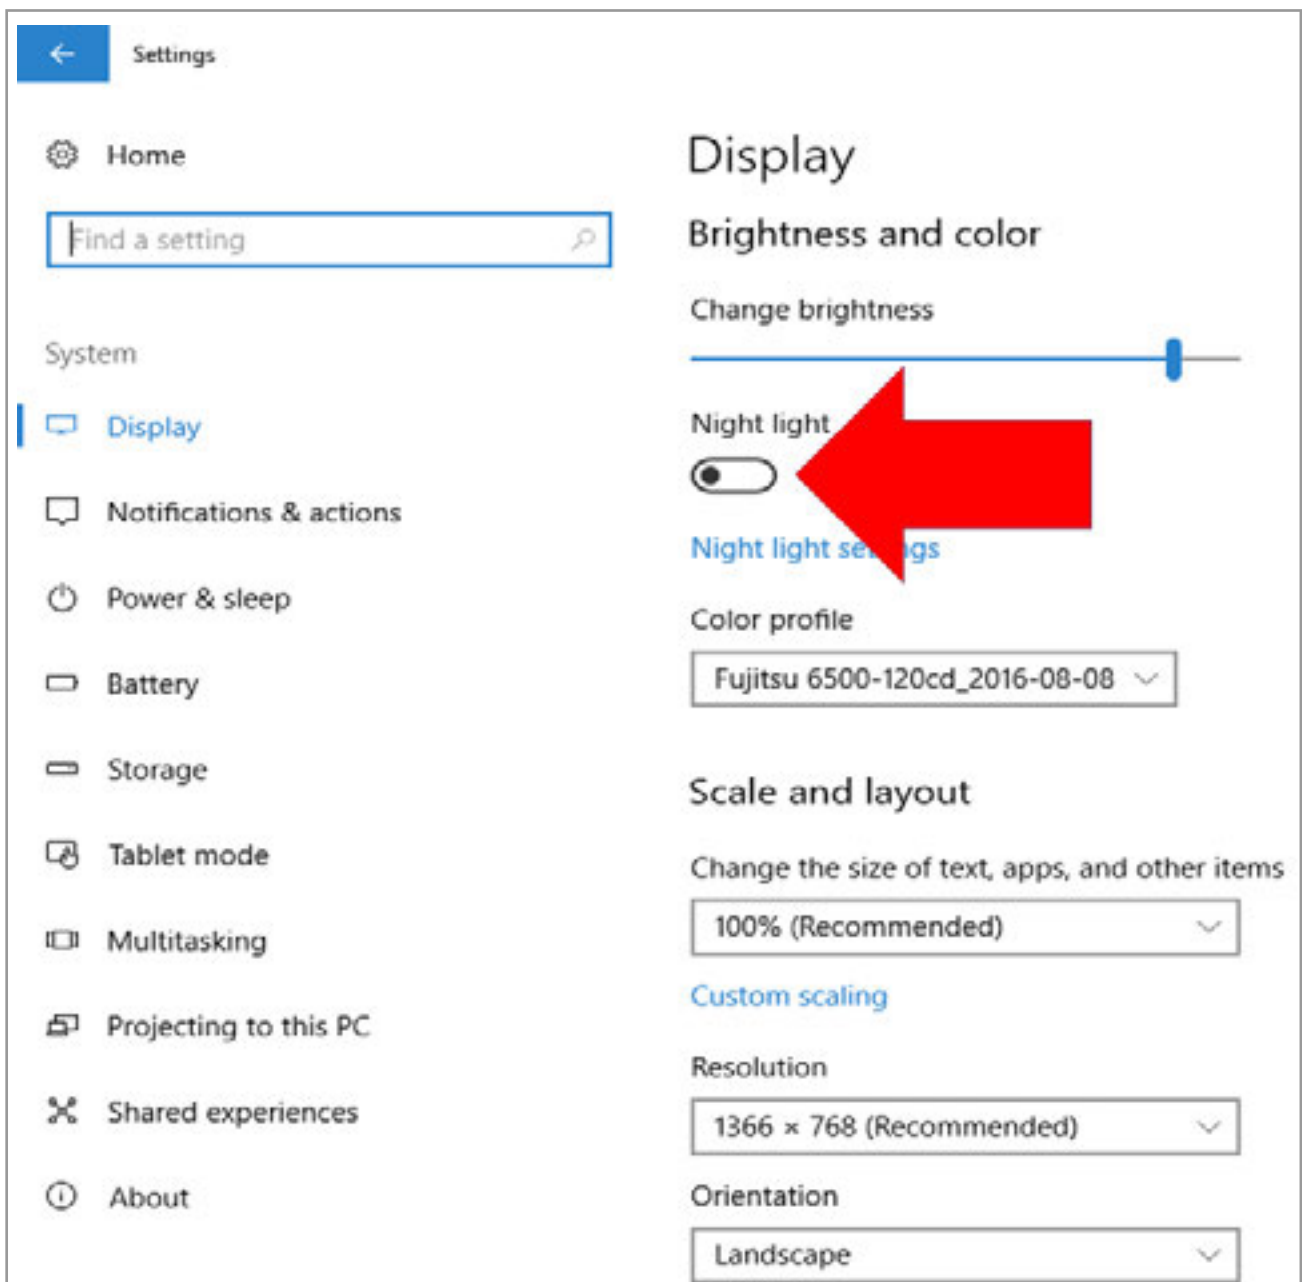 Settings
Home
Find a setting
System
Display
Notifications & actions
Power & sleep
Battery
Storage
Tablet mode
Multitasking
Projecting to this PC
Shared experiences
About
Display
Brightness and color
Change brightness
Night light
Night light
Color profile
Fujitsu 6500-120cd_2016-08-08
Scale and layout
Change the size of text, apps, and other items
100% (Recommended)
Custom scaling
Resolution
1366 × 768 (Recommended)
Orientation
Landscape